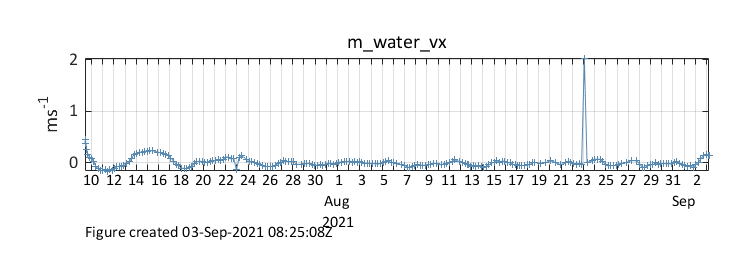 m_water_vx
ms-1
2
1
0
10 12 14 16 18 20 22 24 26 28 30 1 3 5 7 9 11 13 15 17 19 21 23 25 27 29 31 2
Aug Sep
2021
Figure created 03-Sep-2021 08:25:08Z